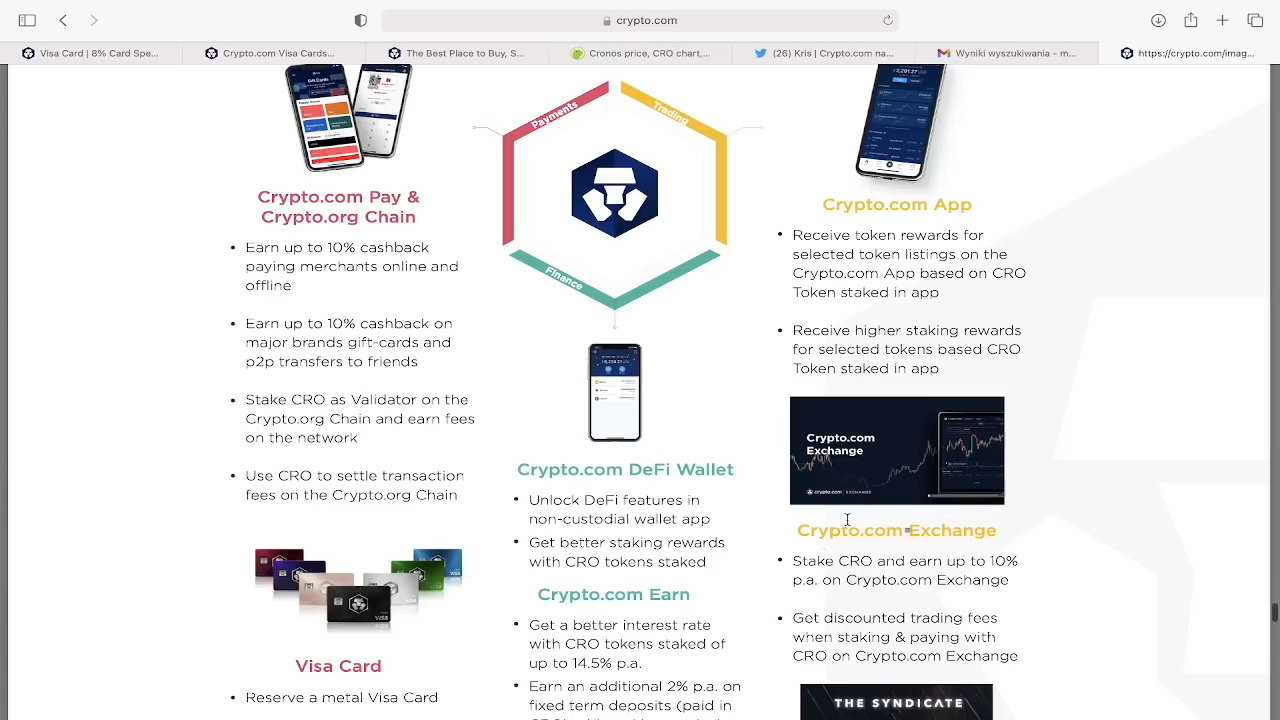 crypto.com
Visa Card | 8% Card Spe...
Crypto.com Visa Cards...
The Best Place to Buy, S...
Cronos price, CRO chart,...
(26) Kris | Crypto.com na...
Wyniki wyszukiwania - m...
https://crypto.com/imag...
Gift Cards
Payments
Trading
Finance
Crypto.com Pay &
Crypto.org Chain
• Earn up to 10% cashback
paying merchants online and
offline
• Earn up to 10% cashback on
major brands gift-cards and
p2p transfer to friends
• Stake CRO as Validator on the
Crypto.org Chain and earn fees
on the network
• Use CRO to settle transaction
fees on the Crypto.org Chain
VISA
Visa Card
• Reserve a metal Visa Card
Crypto.com DeFi Wallet
• Unlock DeFi feature in
non-custodial wallet app
• Get better staking rewards
with CRO tokens staked
Crypto.com Earn
• Get a better interest rate
with CRO tokens staked of
up to 14.5% p.a.
• Earn an additional 2% p.a. on
fixed term deposits (paid in
Crypto.com App
• Receive token rewards for
selected token listings on the
Crypto.com App based on CRO
Token staked in app
• Receive higher staking rewards
for selected tokens based CRO
Token staked in app
Crypto.com
Exchange
crypto.com | EXCHANGE
Crypto.com Exchange
• Stake CRO and earn up to 10%
p.a. on Crypto.com Exchange
• Get discounted trading fees
when staking & paying with
CRO on Crypto.com Exchange
THE SYNDICATE